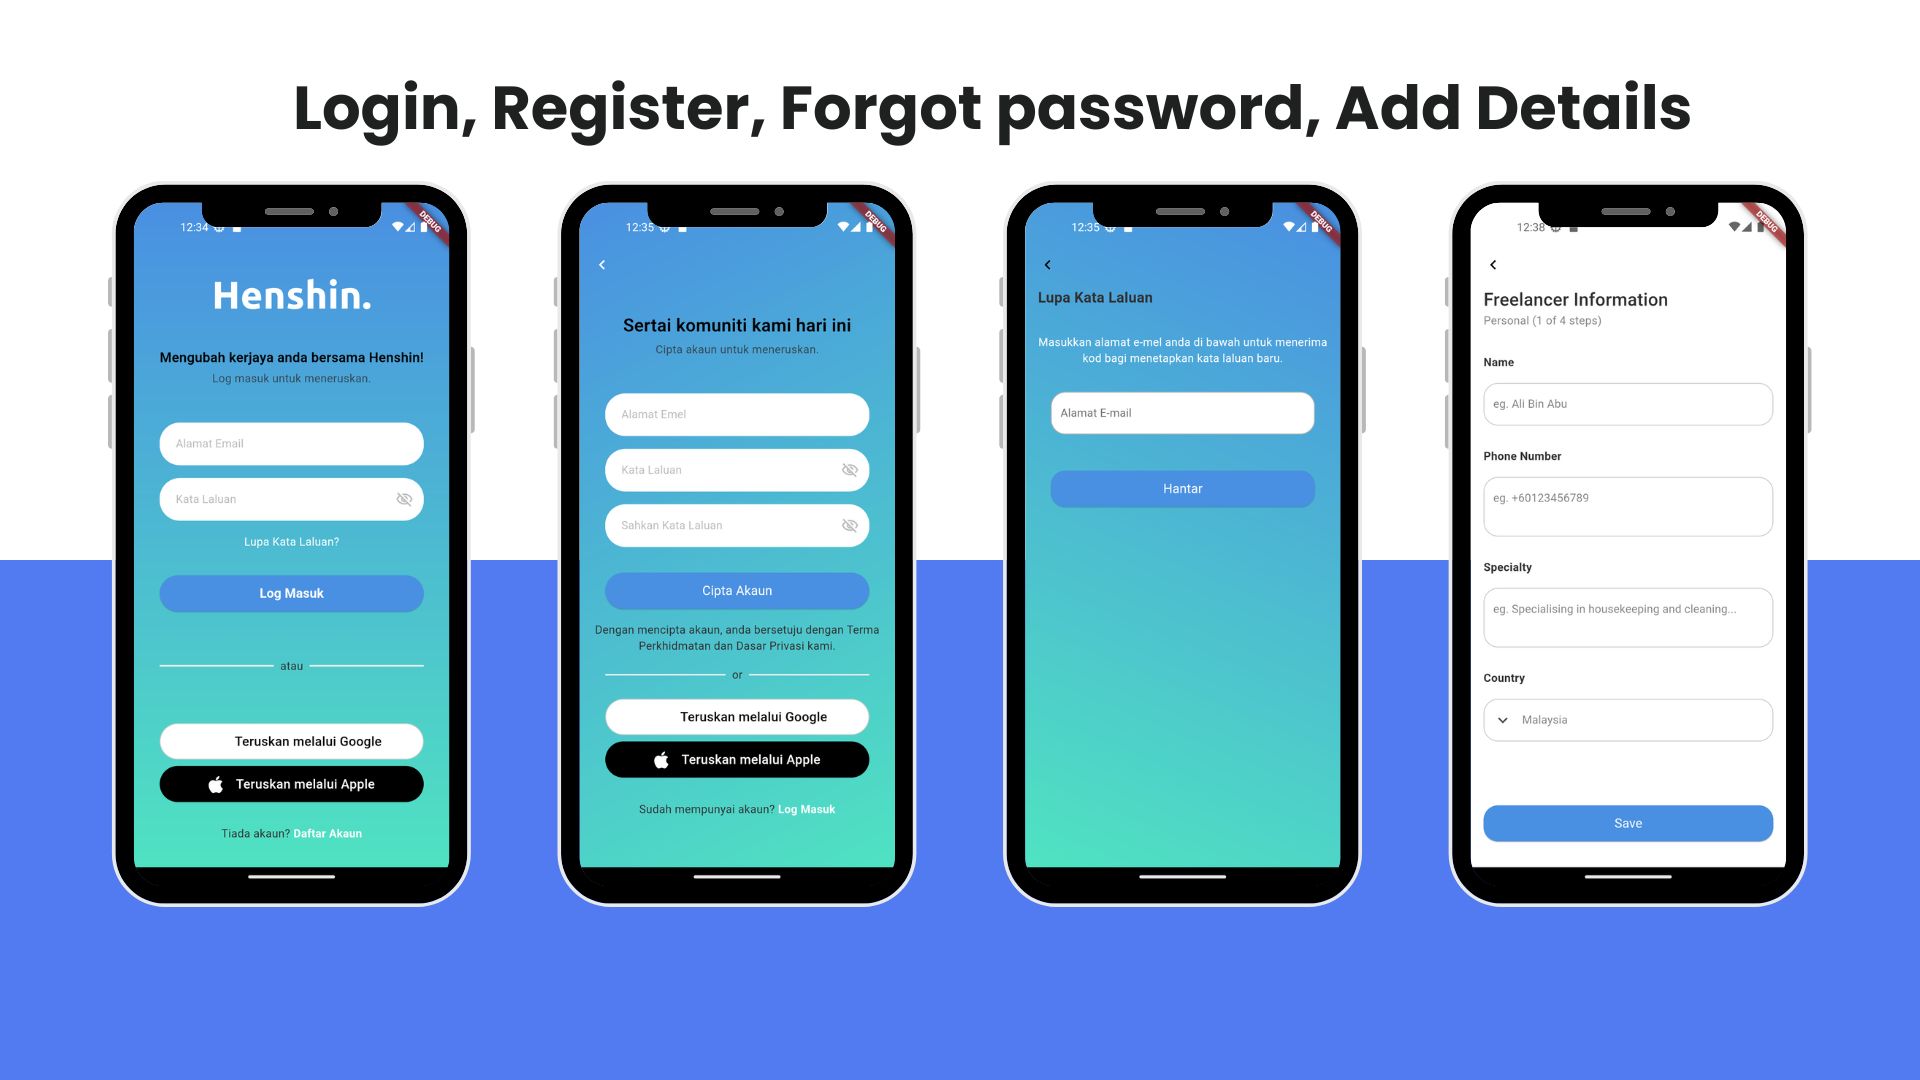 Login, Register, Forgot password, Add Details
12:34
DEBUG
Henshin.
Mengubah kerjaya anda bersama Henshin!
Log masuk untuk meneruskan.
Alamat Email
Kata Laluan
Lupa Kata Laluan?
Log Masuk
atau
Teruskan melalui Google
Teruskan melalui Apple
Tiada akaun? Daftar Akaun
12:35
DEBUG
Sertai komuniti kami hari ini
Cipta akaun untuk meneruskan.
Alamat Emel
Kata Laluan
Sahkan Kata Laluan
Cipta Akaun
Dengan mencipta akaun, anda bersetuju dengan Terma
Perkhidmatan dan Dasar Privasi kami.
or
Teruskan melalui Google
Teruskan melalui Apple
Sudah mempunyai akaun? Log Masuk
12:35
DEBUG
Lupa Kata Laluan
Masukkan alamat e-mel anda di bawah untuk menerima
kod bagi menetapkan kata laluan baru.
Alamat E-mail
Hantar
12:38
DEBUG
Freelancer Information
Personal (1 of 4 steps)
Name
eg. Ali Bin Abu
Phone Number
eg. +60123456789
Specialty
eg. Specialising in housekeeping and cleaning...
Country
Malaysia
Save